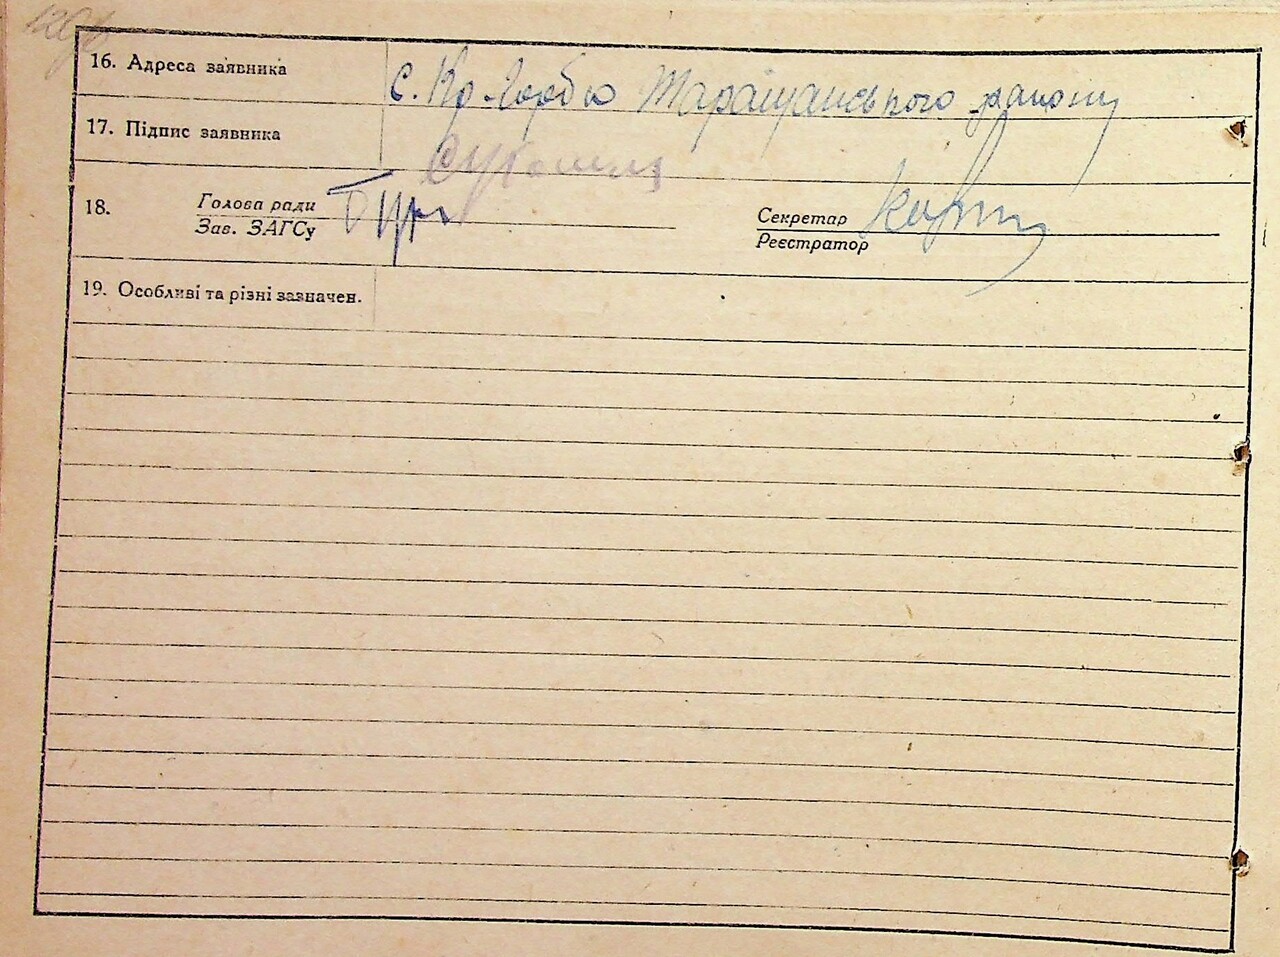 16. Адреса заявника с. Кр-Горбо Таращанського району
17. Підпис заявника
18. Голова ради Секретар
Зав. ЗАГСу Реєстратор
19. Особливі та різні зазначен.